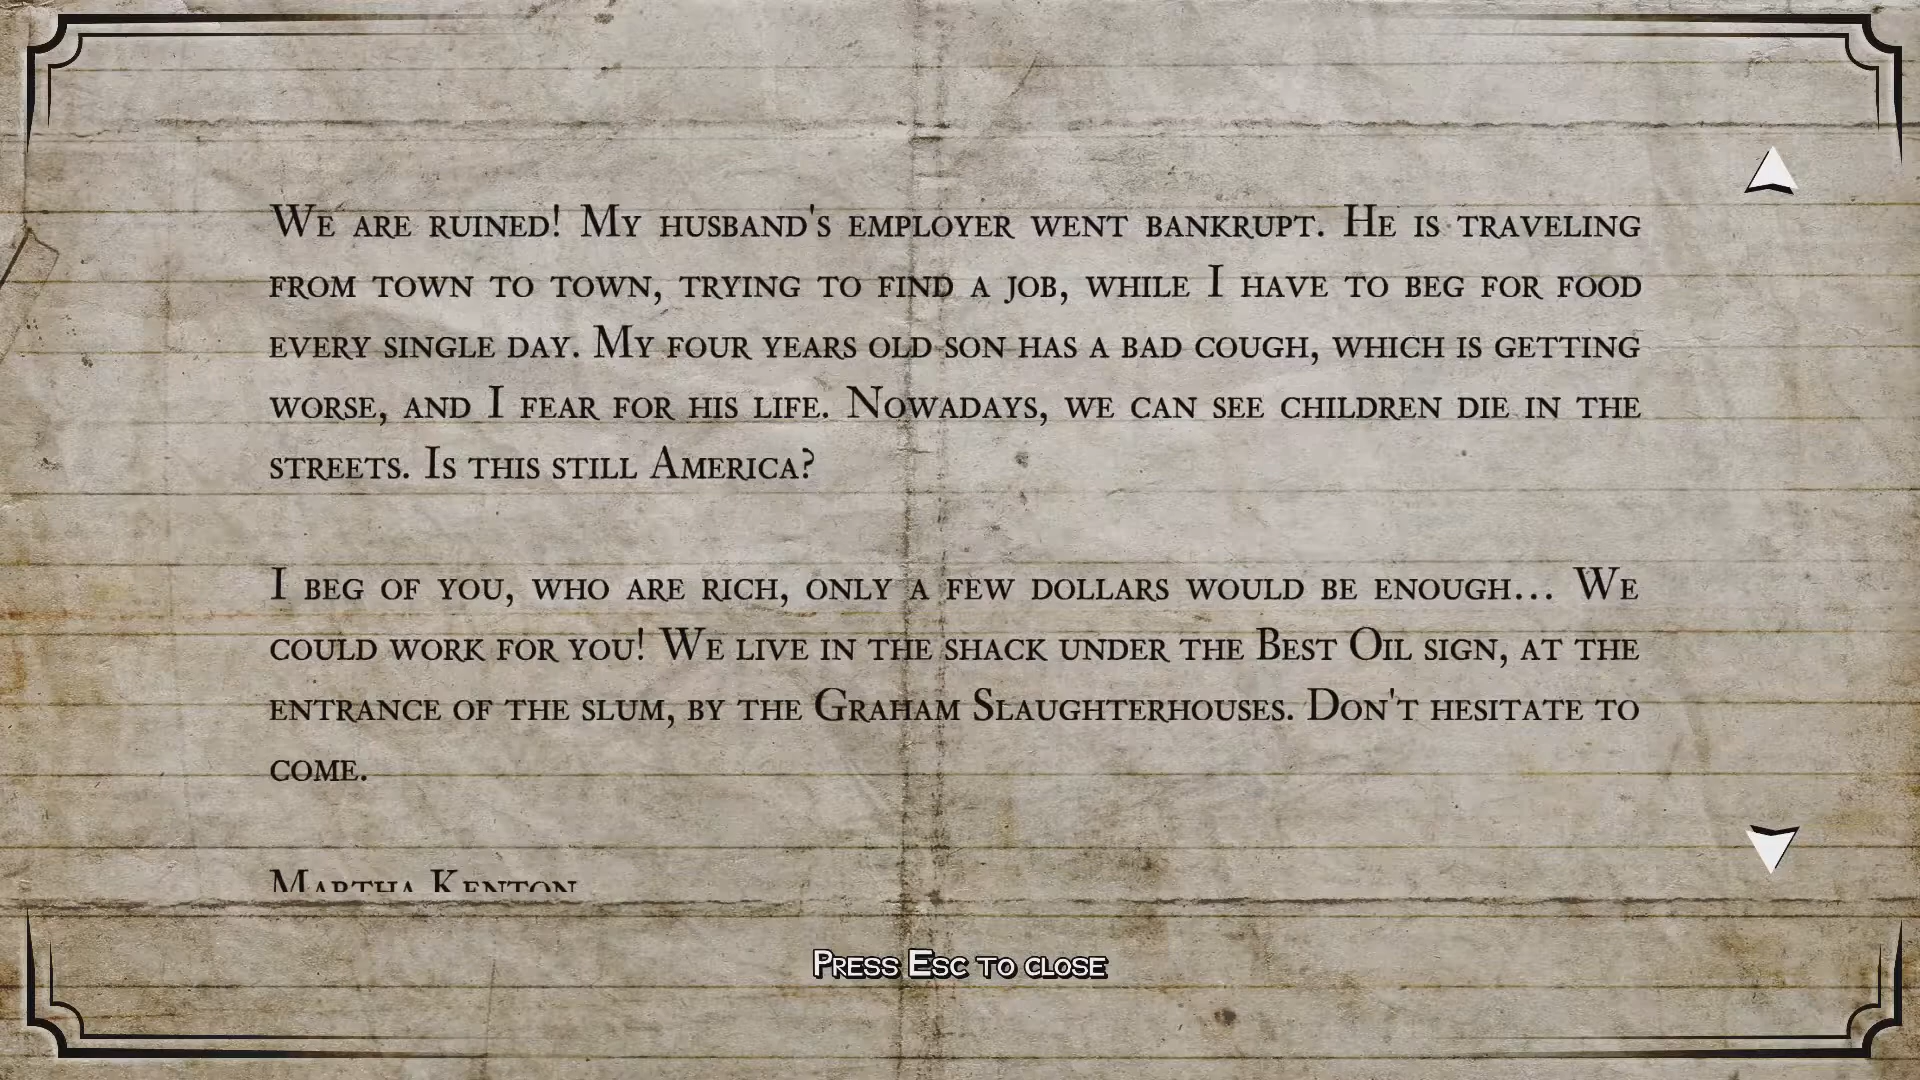 We are ruined! My husband's employer went bankrupt. He is traveling
from town to town, trying to find a job, while I have to beg for food
every single day. My four years old son has a bad cough, which is getting
worse, and I fear for his life. Nowadays, we can see children die in the
streets. Is this still America?
I beg of you, who are rich, only a few dollars would be enough... We
could work for you! We live in the shack under the Best Oil sign, at the
entrance of the slum, by the Graham Slaughterhouses. Don't hesitate to
come.
Martha Kenton
Press Esc to close